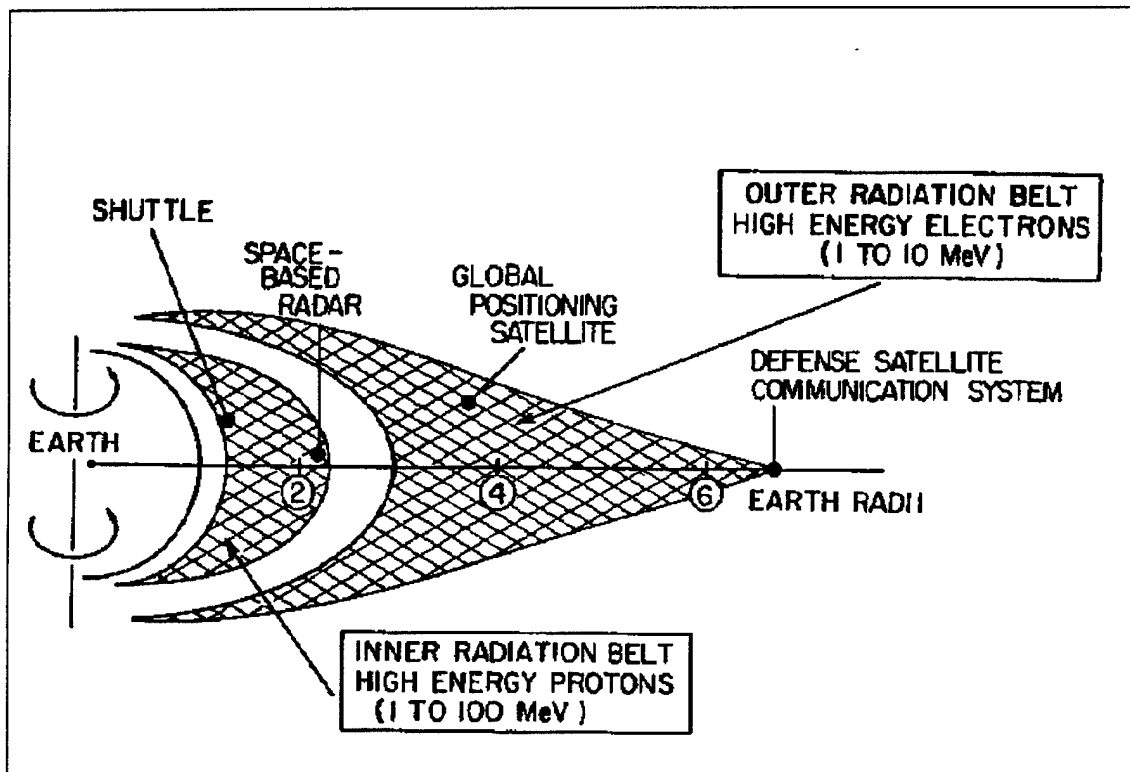 SHUTTLE
SPACE-
BASED
RADAR
GLOBAL
POSITIONING
SATELLITE
OUTER RADIATION BELT
HIGH ENERGY ELECTRONS
(1 TO 10 MeV)
DEFENSE SATELLITE
COMMUNICATION SYSTEM
EARTH
2
4
6
EARTH RADII
INNER RADIATION BELT
HIGH ENERGY PROTONS
(1 TO 100 MeV)